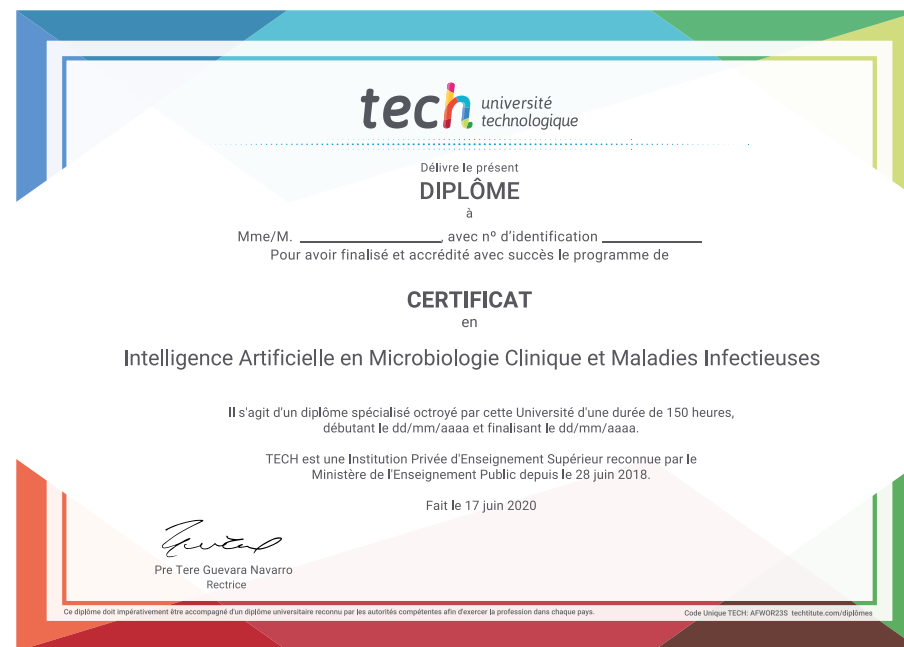 tech université
technologique
Délivre le présent
DIPLÔME
à
Mme/M. ____________________, avec nº d'identification ______________
Pour avoir finalisé et accrédité avec succès le programme de
CERTIFICAT
en
Intelligence Artificielle en Microbiologie Clinique et Maladies Infectieuses
Il s'agit d'un diplôme spécialisé octroyé par cette Université d'une durée de 150 heures,
débutant le dd/mm/aaaa et finalisant le dd/mm/aaaa.
TECH est une Institution Privée d'Enseignement Supérieur reconnue par le
Ministère de l'Enseignement Public depuis le 28 juin 2018.
Fait le 17 juin 2020
Pre Tere Guevara Navarro
Rectrice
Ce diplôme doit impérativement être accompagné d'un diplôme universitaire reconnu par les autorités compétentes afin d'exercer la profession dans chaque pays.
Code Unique TECH: AFWOR23S techtitute.com/diplômes